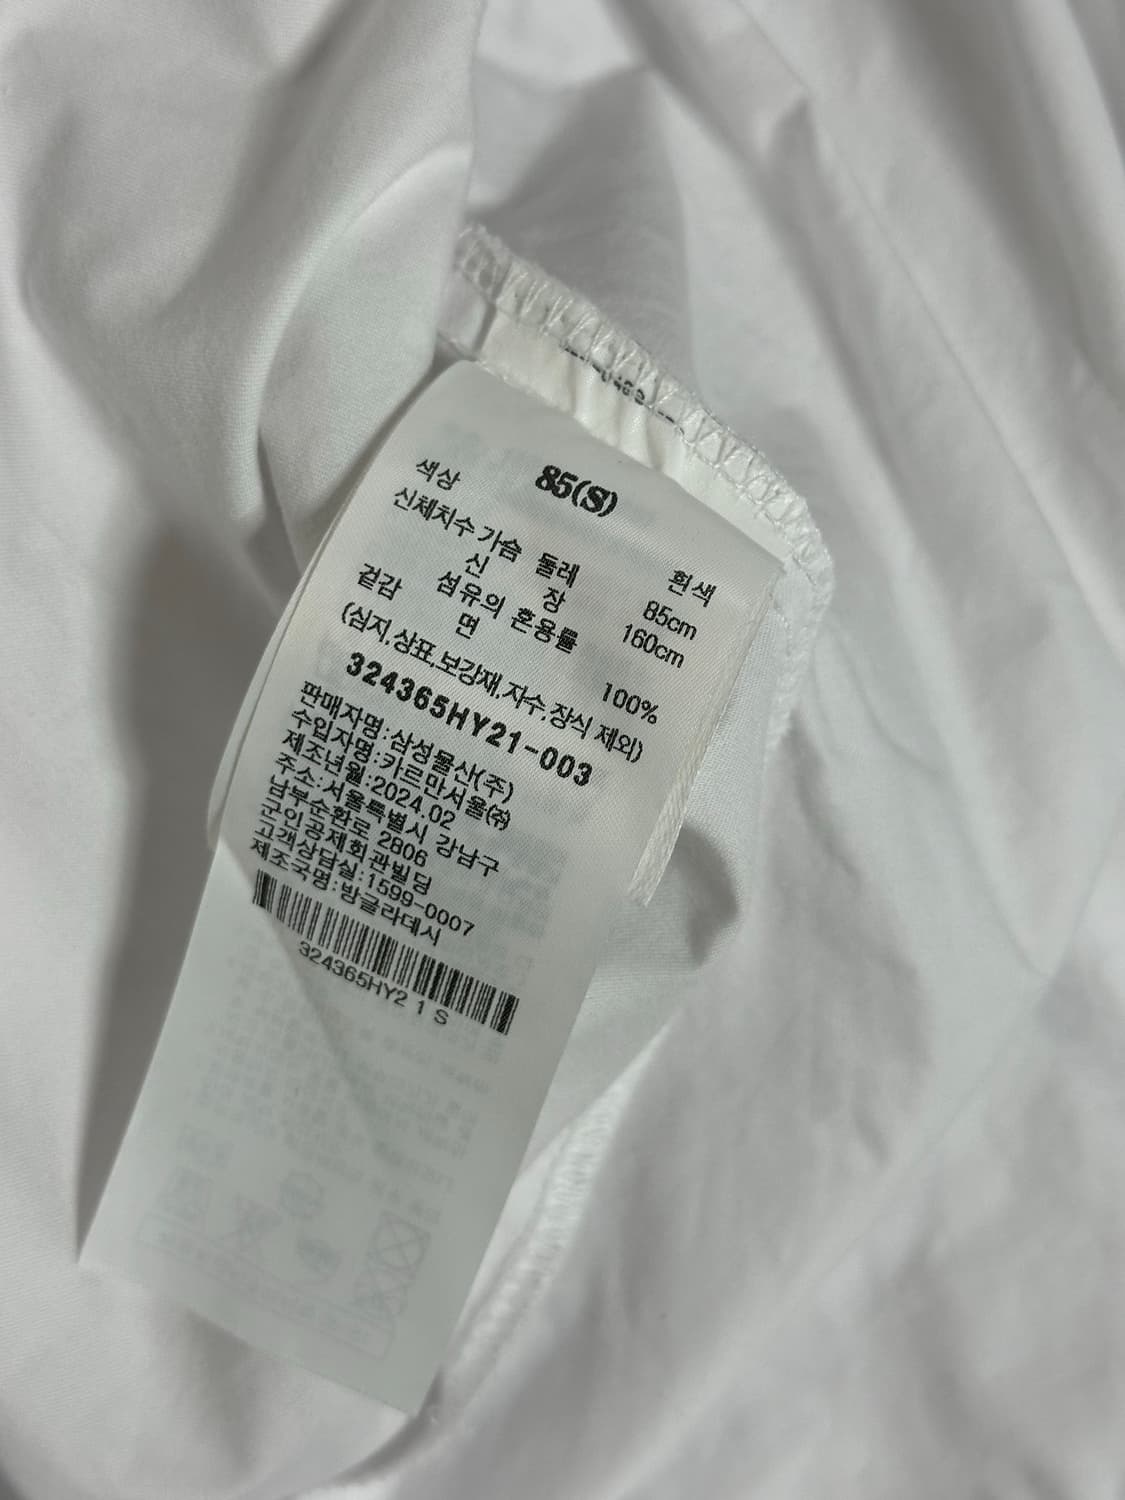 85(S)
색상 흰색
신체치수 가슴 둘레 85cm
신 장 160cm
섬유의 혼용률
겉감 면 100%
(심지,상표,보강재,자수,장식 제외)
324365HY21-003
판매자명:삼성물산(주)
수입자명:카르만서울㈜
제조년월:2024.02
주소:서울특별시 강남구
남부순환로 2806
군인공제회관빌딩
고객상담실:1599-0007
제조국명:방글라데시
324365HY2 1 S